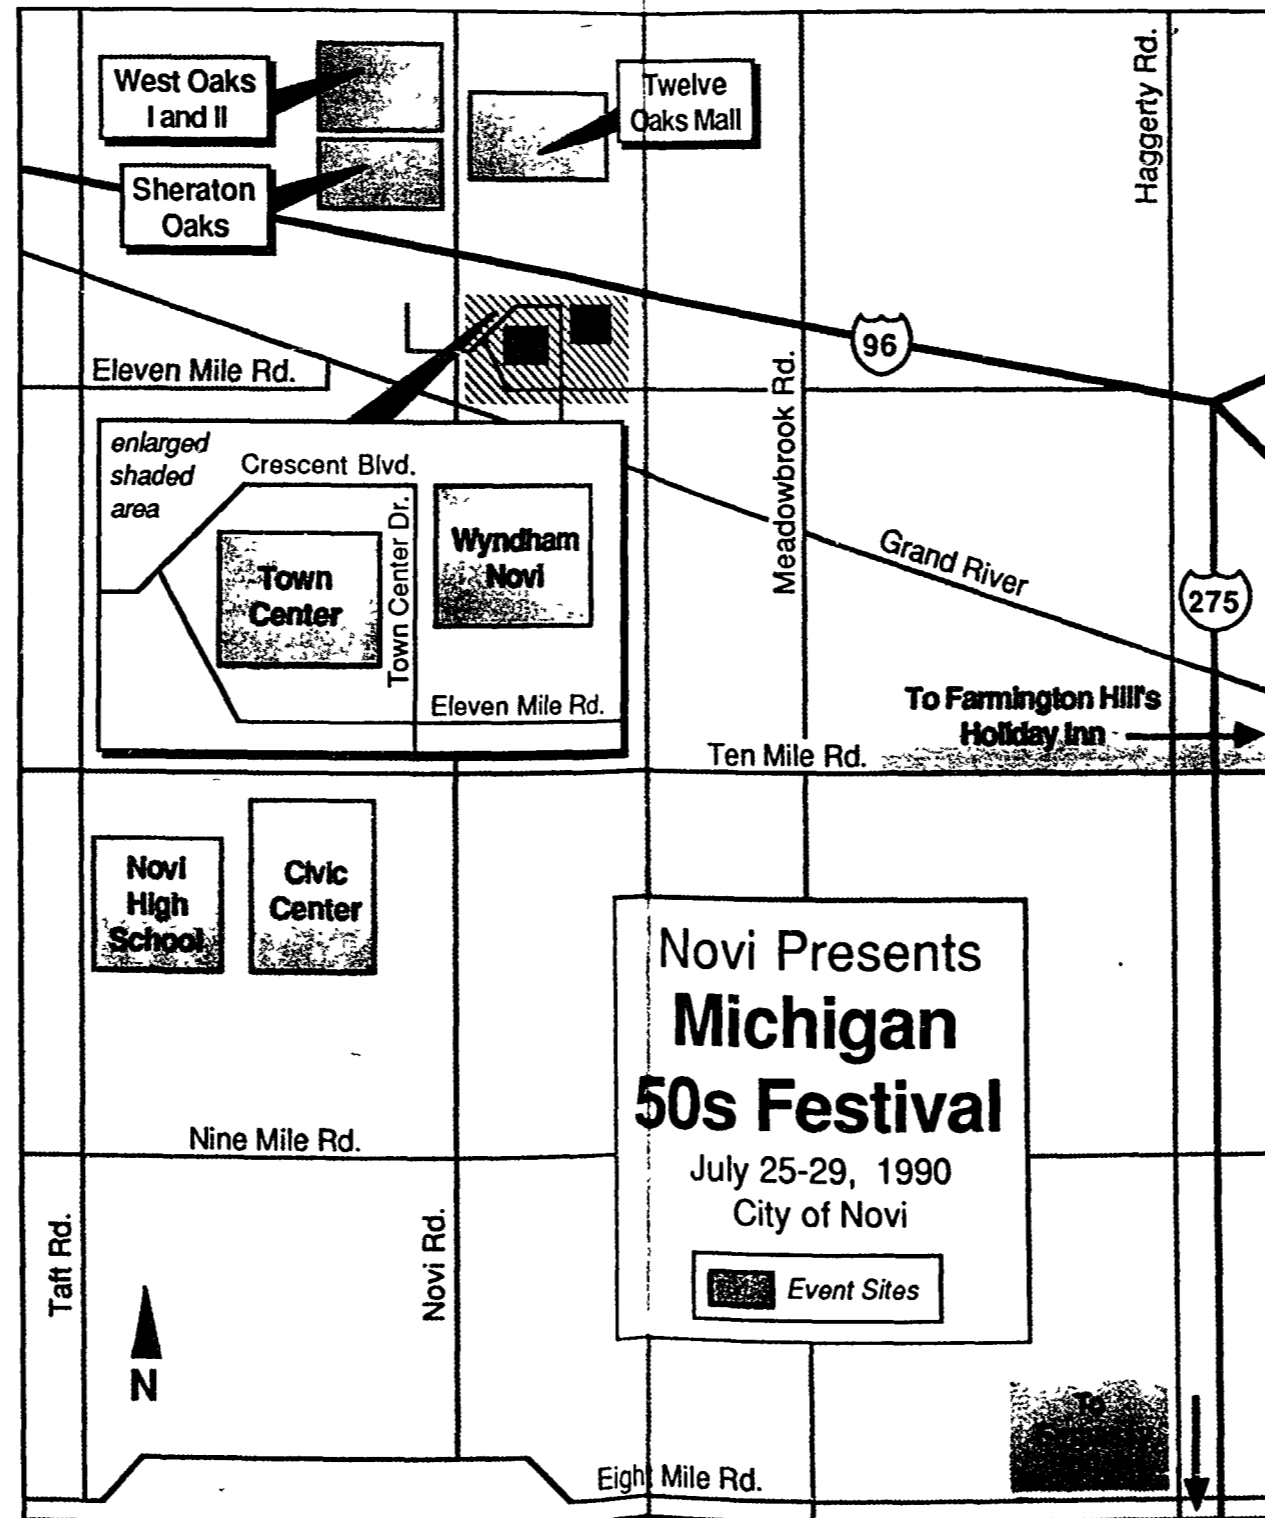 West Oaks
I and II
Twelve
Oaks Mall
Haggerty Rd.
Sheraton
Oaks
96
Eleven Mile Rd.
Meadowbrook Rd.
enlarged
shaded
area
Crescent Blvd.
Town Center Dr.
Wyndham
Novi
Town
Center
Eleven Mile Rd.
Grand River
275
To Farmington Hill's
Holiday Inn
Ten Mile Rd.
Novi
High
School
Civic
Center
Novi Presents
Michigan
50s Festival
July 25-29, 1990
City of Novi
Event Sites
Nine Mile Rd.
Taft Rd.
Novi Rd.
N
To
Eight Mile Rd.